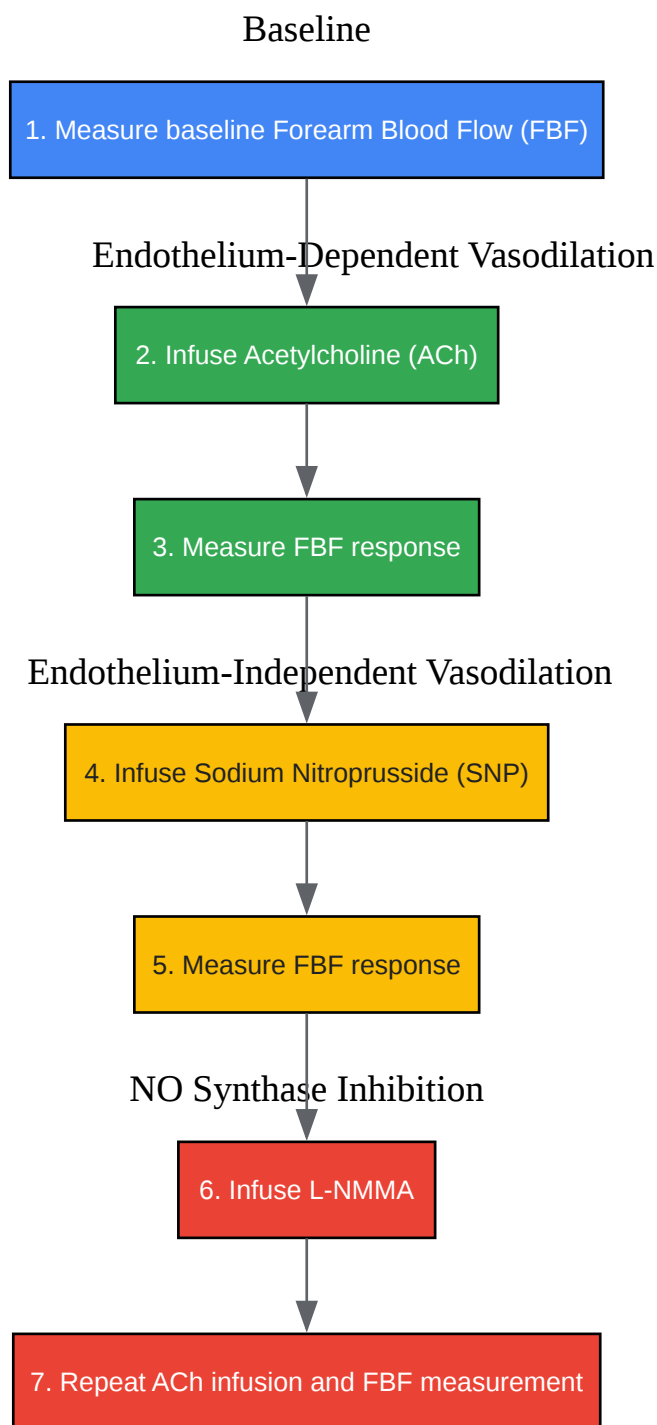 Baseline
1. Measure baseline Forearm Blood Flow (FBF)
Endothelium-Dependent Vasodilation
2. Infuse Acetylcholine (ACh)
3. Measure FBF response
Endothelium-Independent Vasodilation
4. Infuse Sodium Nitroprusside (SNP)
5. Measure FBF response
NO Synthase Inhibition
6. Infuse L-NMMA
7. Repeat ACh infusion and FBF measurement